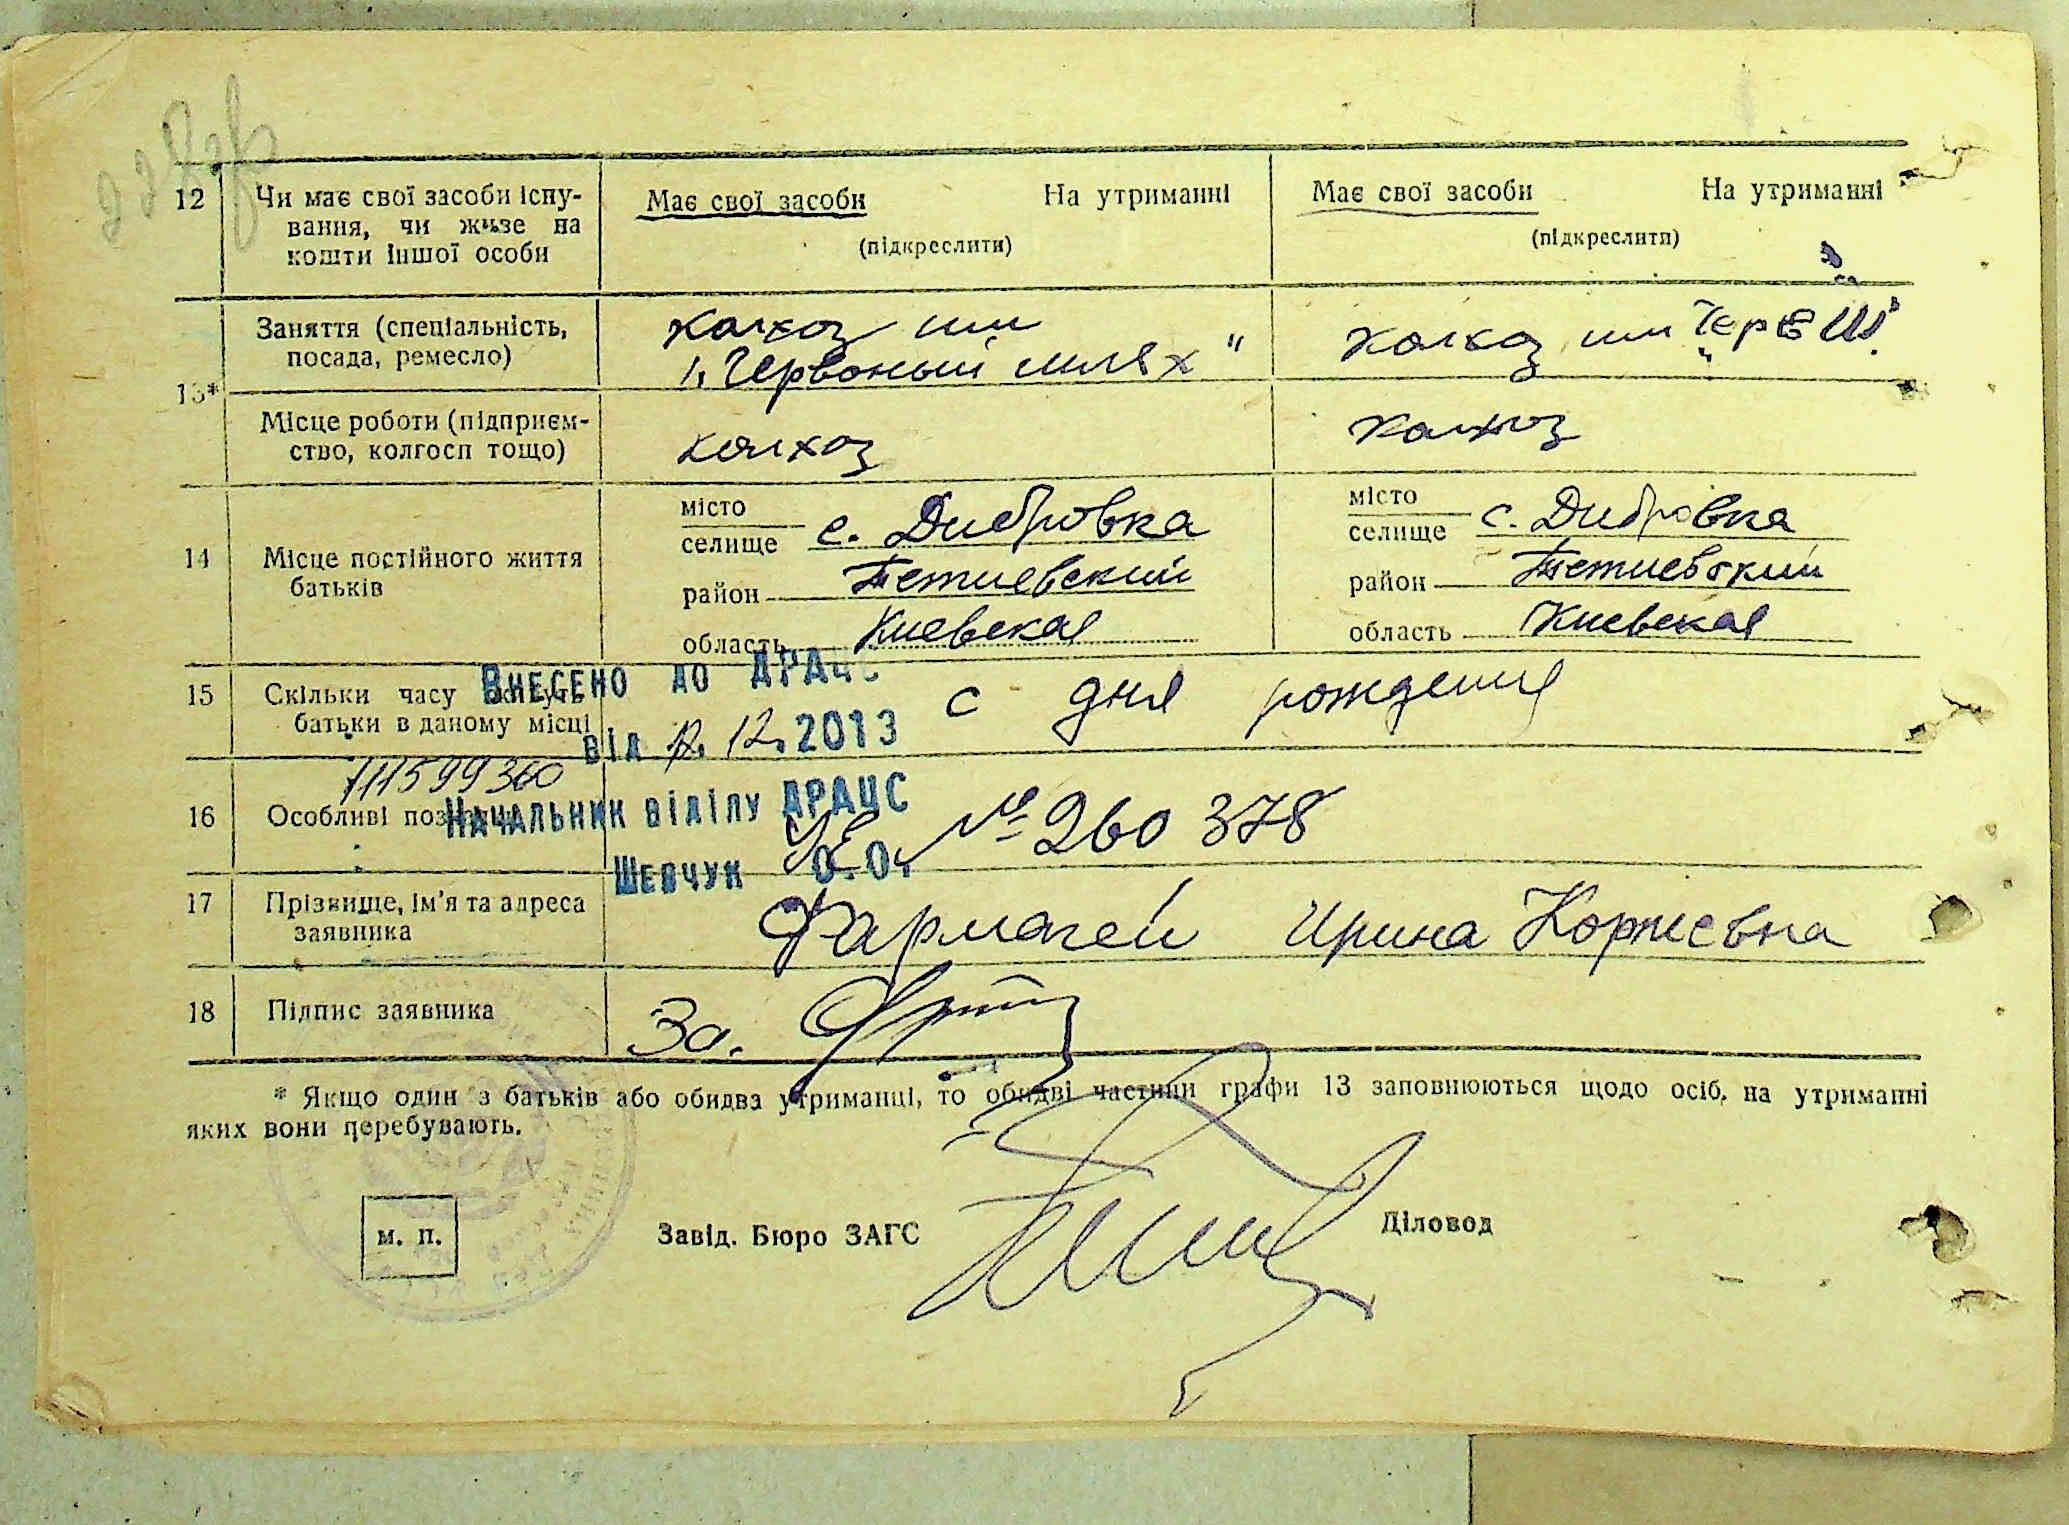 12 Чи має свої засоби існу-
вання, чи живе на
кошти іншої особи
Має свої засоби На утриманні
(підкреслити)
Має свої засоби На утриманні
(підкреслити)
13*
Заняття (спеціальність,
посада, ремесло)
колхоз им
"Червоный шлях"
колхоз им "Черв Ш"
Місце роботи (підприєм-
ство, колгосп тощо)
колхоз
колхоз
14 Місце постійного життя
батьків
місто
селище с. Дибровка
район Тетиевский
область Киевская
місто
селище с. Дибровка
район Тетиевский
область Киевская
15 Скільки часу живуть
батьки в даному місці
с дня рождения
Внесено до ДРАЦС
від 12.2013
111599360
Начальник відділу ДРАЦС
Шевчук О.О.
16 Особливі
№ 260378
17 Прізвище, ім'я та адреса
заявника
Фармагей Ирина Корнеевна
18 Підпис заявника
За.
* Якщо один з батьків або обидва утриманці, то обидві частини графи 13 заповнюються щодо осіб, на утриманні
яких вони перебувають.
м. п.
Завід. Бюро ЗАГС
Діловод